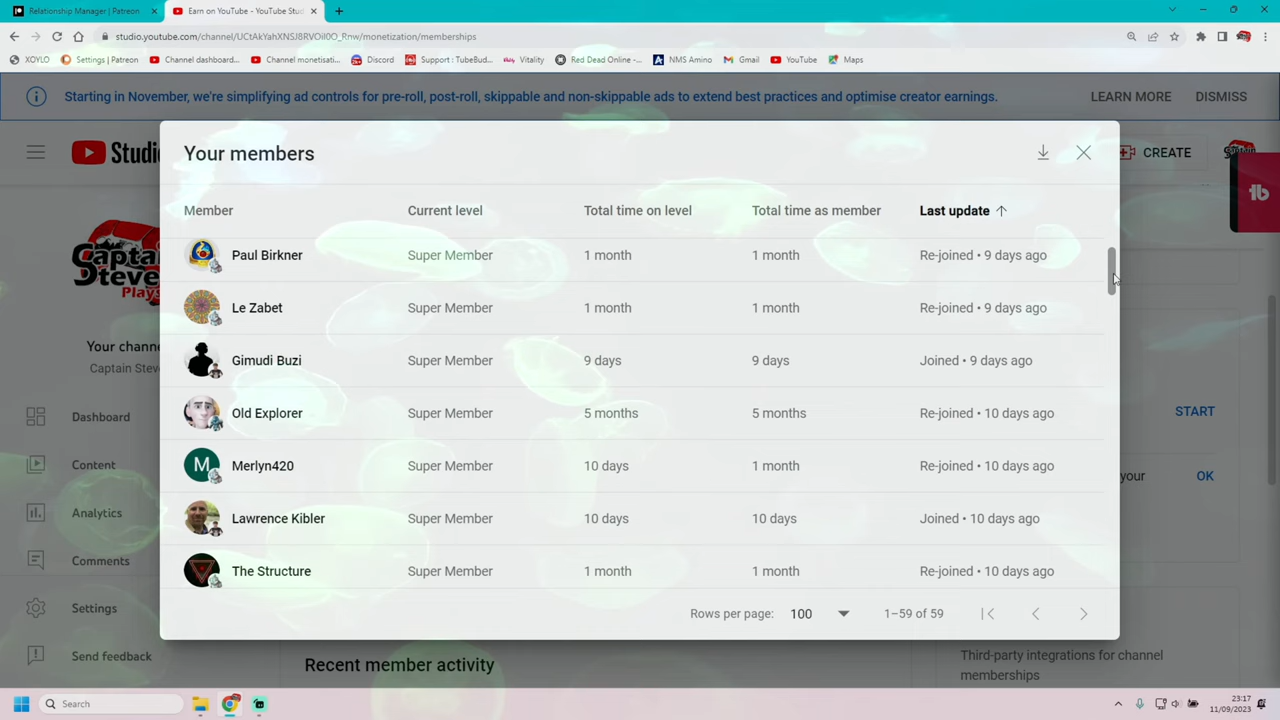 Relationship Manager | Patreon
Earn on YouTube - YouTube Stud
studio.youtube.com/channel/UCtAkYahXNSJ8RVOiI0O_Rnw/monetization/memberships
XOYLO
Settings | Patreon
Channel dashboard...
Channel monetisati...
Discord
Support : TubeBud...
Vitality
Red Dead Online -...
NMS Amino
Gmail
YouTube
Maps
Starting in November, we're simplifying ad controls for pre-roll, post-roll, skippable and non-skippable ads to extend best practices and optimise creator earnings.
LEARN MORE
DISMISS
Studi
CREATE
Your members
Member Current level Total time on level Total time as member Last update
Paul Birkner Super Member 1 month 1 month Re-joined • 9 days ago
Le Zabet Super Member 1 month 1 month Re-joined • 9 days ago
Gimudi Buzi Super Member 9 days 9 days Joined • 9 days ago
Old Explorer Super Member 5 months 5 months Re-joined • 10 days ago
M Merlyn420 Super Member 10 days 1 month Re-joined • 10 days ago
Lawrence Kibler Super Member 10 days 10 days Joined • 10 days ago
The Structure Super Member 1 month 1 month Re-joined • 10 days ago
Rows per page: 100 1–59 of 59
Captain
Steve
Plays
Your chann
Captain Steve
Dashboard
Content
Analytics
Comments
Settings
Send feedback
START
your
OK
Recent member activity
Third-party integrations for channel
memberships
Search
23:17
11/09/2023